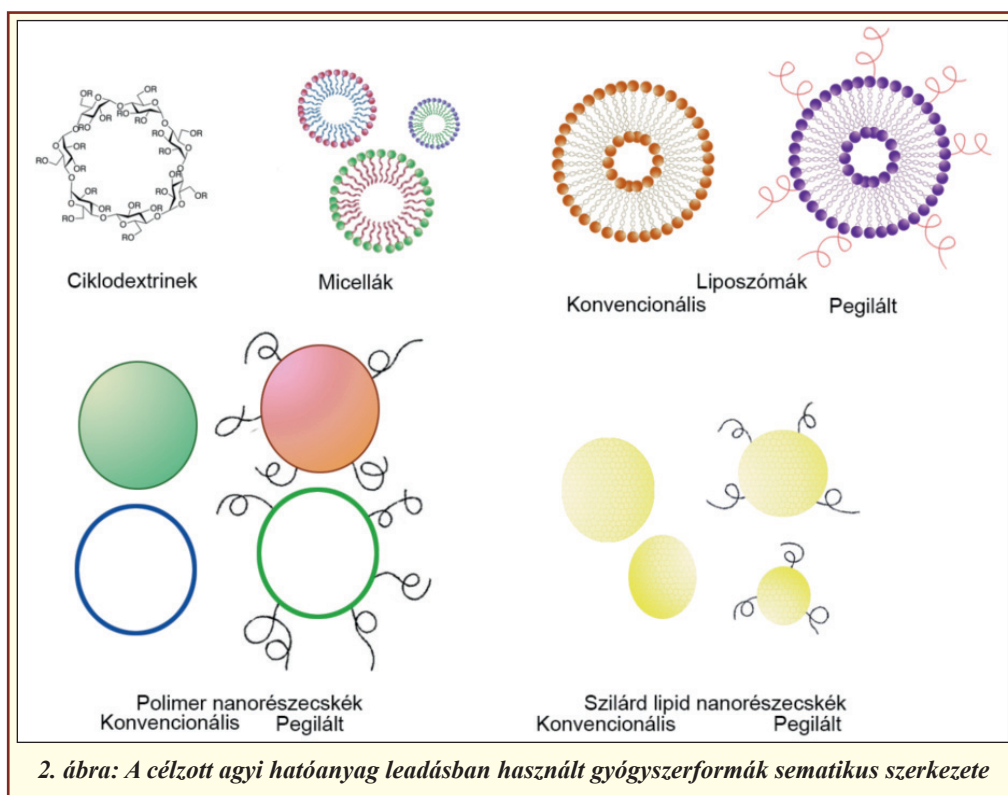 Ciklodextrinek
Micellák
Liposzómák
Konvencionális Pegilált
Polimer nanorészecskék
Konvencionális Pegilált
Szilárd lipid nanorészecskék
Konvencionális Pegilált
2. ábra: A célzott agyi hatóanyag leadásban használt gyógyszerformák sematikus szerkezete